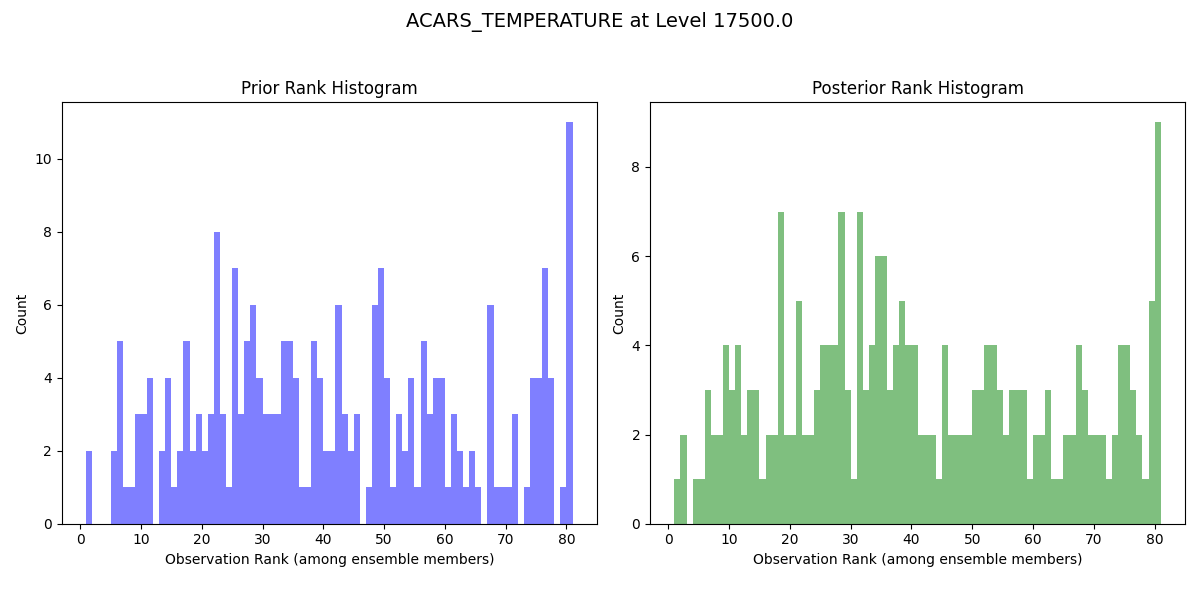 ACARS_TEMPERATURE at Level 17500.0
Prior Rank Histogram
Count
0
2
4
6
8
10
0 10 20 30 40 50 60 70 80
Observation Rank (among ensemble members)
Posterior Rank Histogram
Count
0
2
4
6
8
0 10 20 30 40 50 60 70 80
Observation Rank (among ensemble members)